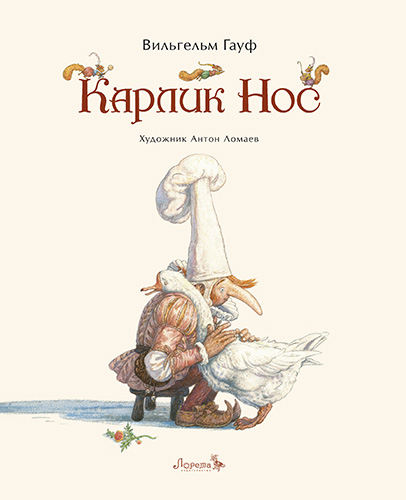 Вильгельм Гауф
Карлик Нос
Художник Антон Ломаев
Лорета